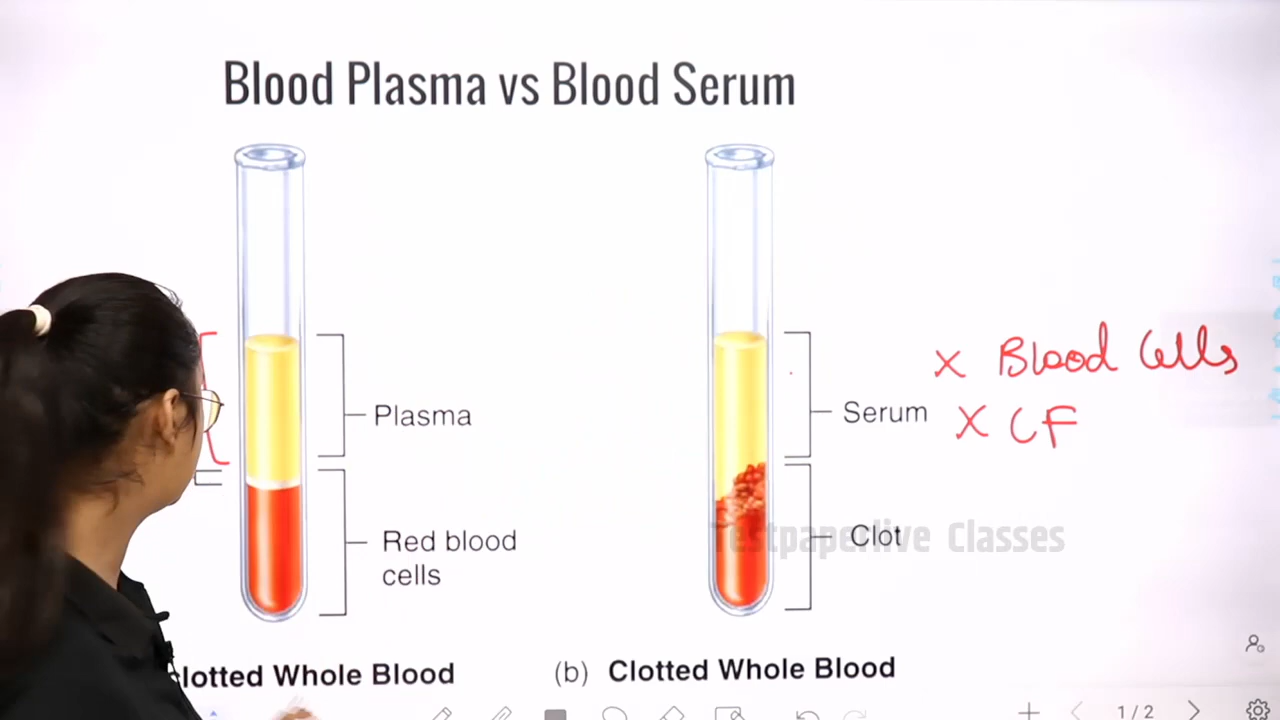 Blood Plasma vs Blood Serum
Plasma
Red blood
cells
Serum
Clot
x Blood Cells
x CF
Testpaperlive Classes
lotted Whole Blood
(b) Clotted Whole Blood
1/2